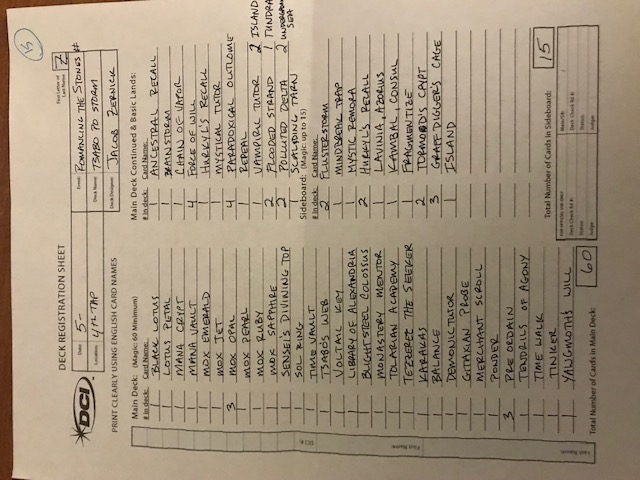 15
DECK REGISTRATION SHEET
First Letter of Last Name: Z
DCI
Date: 5-
Event: ROMANCING THE STONES #
Location: 4TH TAP
Deck Name: TSABO PO STORM
Deck Designer: JACOB ZERNICK
PRINT CLEARLY USING ENGLISH CARD NAMES
Main Deck: (Magic: 60 Minimum)
# in deck: Card Name:
1 BLACK LOTUS
1 LOTUS PETAL
1 MANA CRYPT
1 MANA VAULT
1 MOX EMERALD
1 MOX JET
3 MOX OPAL
1 MOX PEARL
1 MOX RUBY
1 MOX SAPPHIRE
1 SENSEI'S DIVINING TOP
1 SOL RING
1 TIME VAULT
1 TSABO'S WEB
1 VOLTAIC KEY
1 LIBRARY OF ALEXANDRIA
1 BLIGHTSTEEL COLOSSUS
1 MONASTERY MENTOR
1 TOLARIAN ACADEMY
1 TEZZERET THE SEEKER
1 KARAKAS
1 BALANCE
1 DEMONIC TUTOR
1 GITAXIAN PROBE
1 MERCHANT SCROLL
1 PONDER
3 PREORDAIN
1 TENDRILS OF AGONY
1 TIME WALK
1 TINKER
1 YAWGMOTH'S WILL
Total Number of Cards in Main Deck: 60
Main Deck Continued & Basic Lands:
# in deck: Card Name:
1 ANCESTRAL RECALL
1 BRAINSTORM
1 CHAIN OF VAPOR
4 FORCE OF WILL
1 HURKYL'S RECALL
1 MYSTICAL TUTOR
4 PARADOXICAL OUTCOME
1 REPEAL
1 VAMPIRIC TUTOR 2 ISLAND
2 FLOODED STRAND 1 TUNDRA
2 POLLUTED DELTA 2 UNDERGROUND SEA
1 SCALDING TARN
Sideboard: (Magic: up to 15)
# in deck: Card Name:
2 FLUSTERSTORM
1 MINDBREAK TRAP
1 MYSTIC REMORA
2 HURKYL'S RECALL
1 LAVINIA, AZORIUS
1 KAMBAL, CONSUL
1 FRAGMENTIZE
2 TORMOD'S CRYPT
3 GRAFFDIGGER'S CAGE
1 ISLAND
Total Number of Cards in Sideboard: 15
FOR OFFICIAL USE ONLY
Main/SB: /
Deck Check Rd #: Deck Check Rd #:
Status: Status:
Judge: Judge:
DCI #:
First Name:
Last Name: